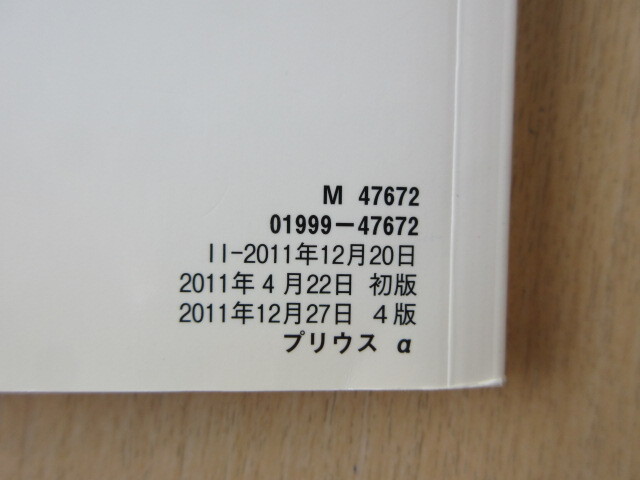 M 47672
01999-47672
II-2011年12月20日
2011年 4月22日 初版
2011年12月27日 4版
プリウス α